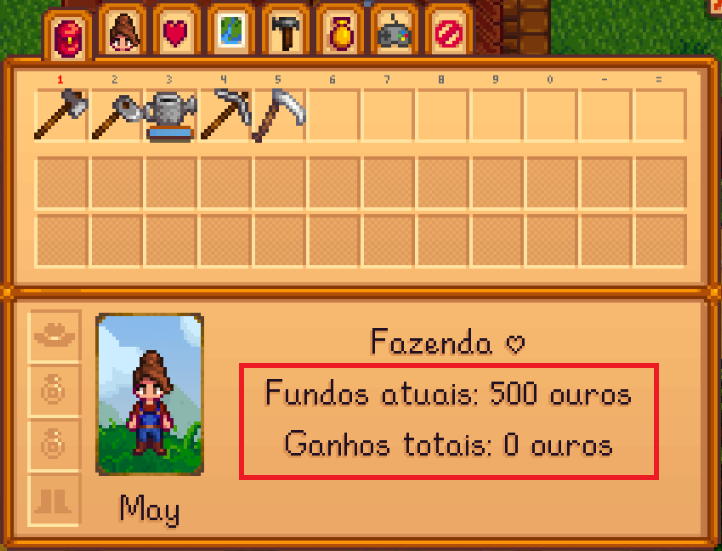 1 2 3 4 5 6 7 8 9 0 - =
Fazenda ♡
Fundos atuais: 500 ouros
Ganhos totais: 0 ouros
May